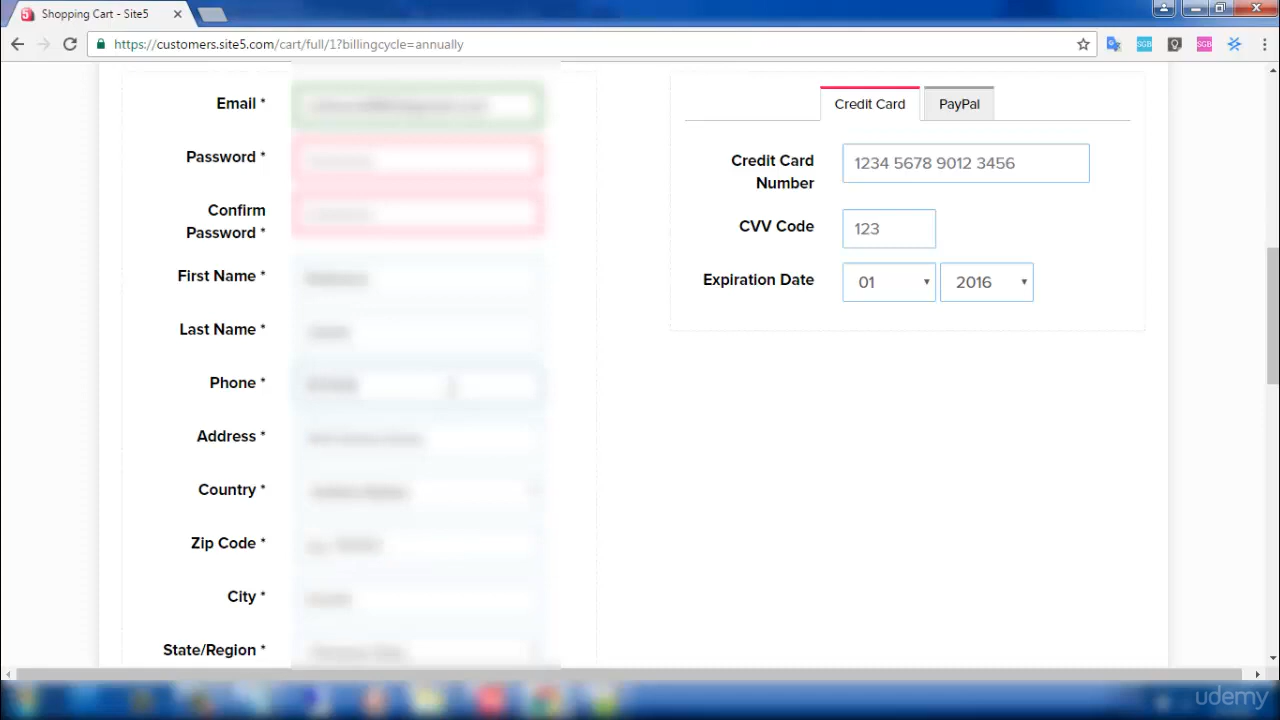 Shopping Cart - Site5
https://customers.site5.com/cart/full/1?billingcycle=annually
SGB
SGB
Email *
Password *
Confirm
Password *
First Name *
Last Name *
Phone *
Address *
Country *
Zip Code *
City *
State/Region *
Credit Card
PayPal
Credit Card
Number
1234 5678 9012 3456
CVV Code
123
Expiration Date
01
2016
udemy